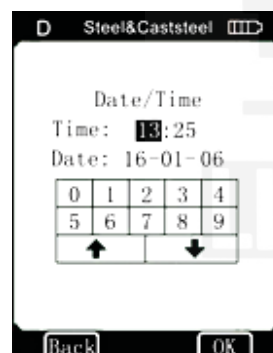 D Steel&Caststeel
Date/Time
Time: 13:25
Date: 16-01-06
0 1 2 3 4
5 6 7 8 9
Back OK